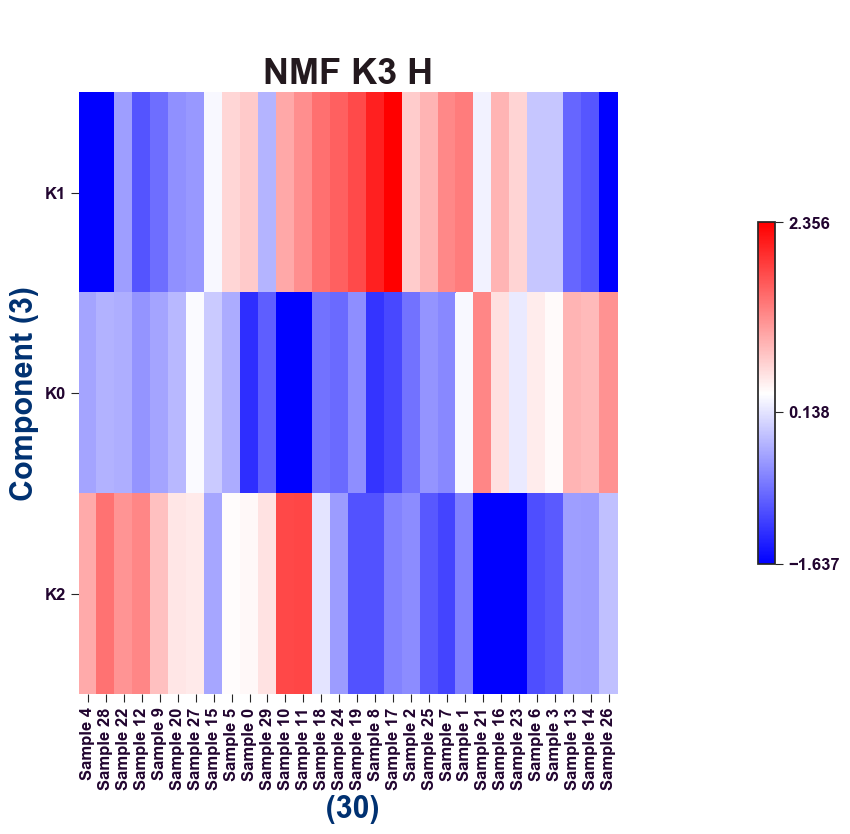 NMF K3 H
K1
K0
K2
Component (3)
Sample 4
Sample 28
Sample 22
Sample 12
Sample 9
Sample 20
Sample 27
Sample 15
Sample 5
Sample 0
Sample 29
Sample 10
Sample 11
Sample 18
Sample 24
Sample 19
Sample 8
Sample 17
Sample 2
Sample 25
Sample 7
Sample 1
Sample 21
Sample 16
Sample 23
Sample 6
Sample 3
Sample 13
Sample 14
Sample 26
(30)
2.356
0.138
−1.637